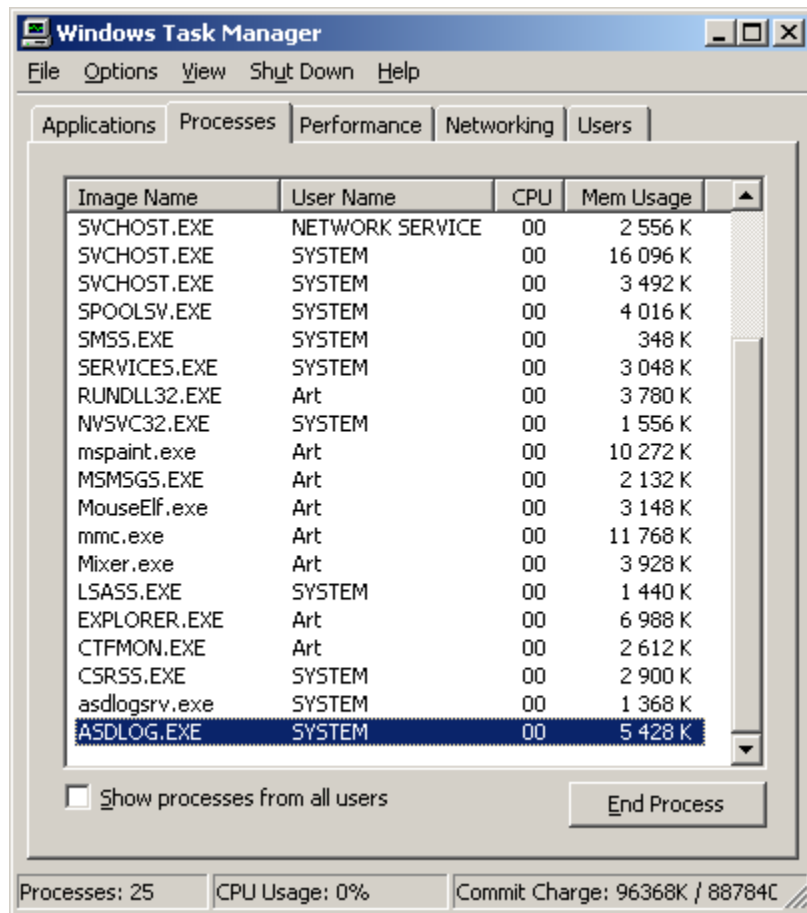 Windows Task Manager
File Options View Shut Down Help
Applications Processes Performance Networking Users
Image Name User Name CPU Mem Usage
SVCHOST.EXE NETWORK SERVICE 00 2 556 K
SVCHOST.EXE SYSTEM 00 16 096 K
SVCHOST.EXE SYSTEM 00 3 492 K
SPOOLSV.EXE SYSTEM 00 4 016 K
SMSS.EXE SYSTEM 00 348 K
SERVICES.EXE SYSTEM 00 3 048 K
RUNDLL32.EXE Art 00 3 780 K
NVSVC32.EXE SYSTEM 00 1 556 K
mspaint.exe Art 00 10 272 K
MSMSGS.EXE Art 00 2 132 K
MouseElf.exe Art 00 3 148 K
mmc.exe Art 00 11 768 K
Mixer.exe Art 00 3 928 K
LSASS.EXE SYSTEM 00 1 440 K
EXPLORER.EXE Art 00 6 988 K
CTFMON.EXE Art 00 2 612 K
CSRSS.EXE SYSTEM 00 2 900 K
asdlogsrv.exe SYSTEM 00 1 368 K
ASDLOG.EXE SYSTEM 00 5 428 K
Show processes from all users
End Process
Processes: 25 CPU Usage: 0% Commit Charge: 96368K / 88784